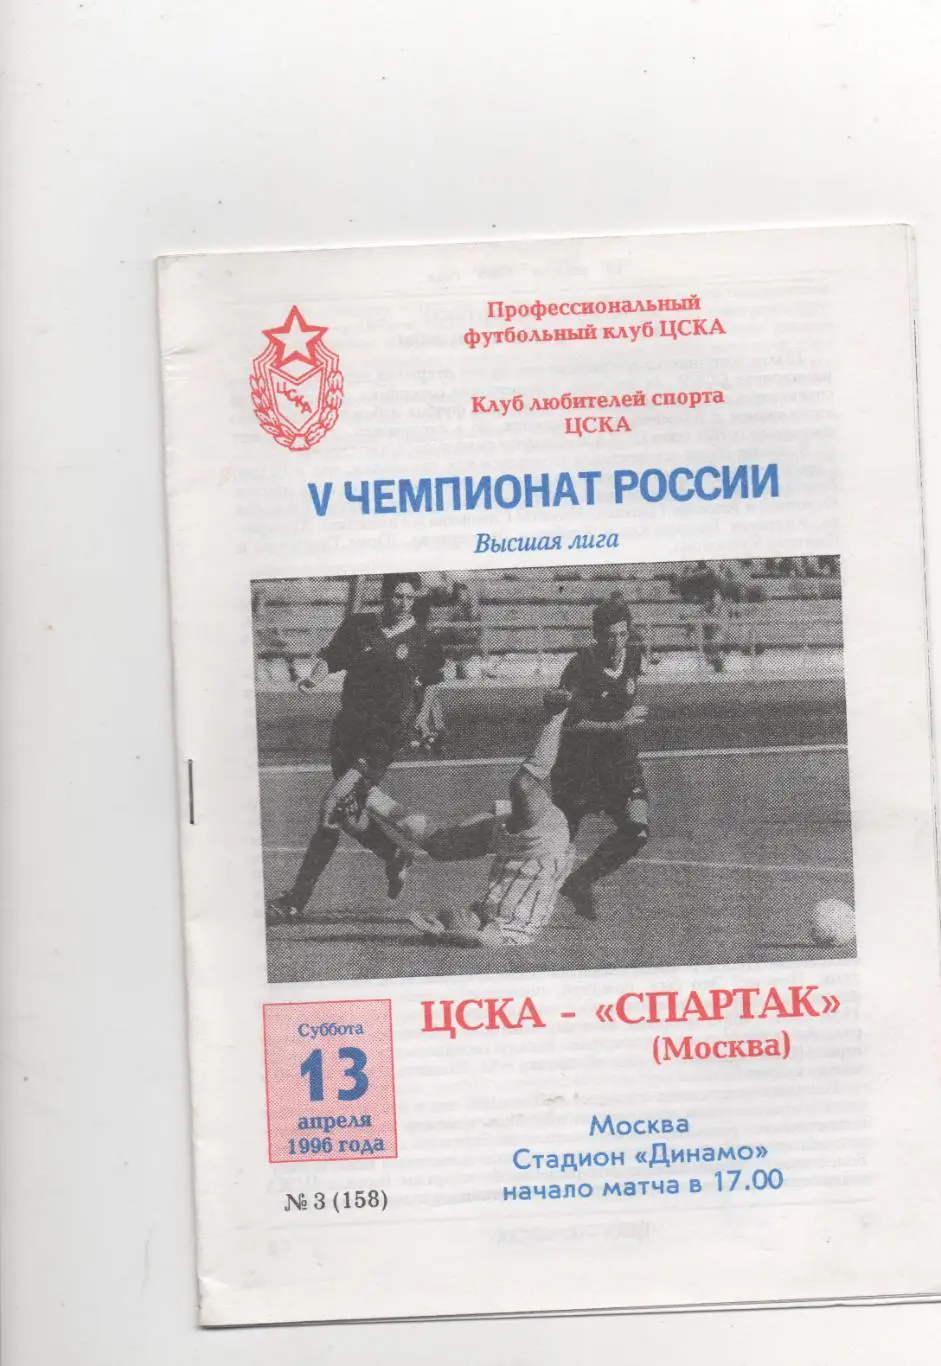 ЦСКА
Профессиональный
футбольный клуб ЦСКА
Клуб любителей спорта
ЦСКА
V ЧЕМПИОНАТ РОССИИ
Высшая лига
ЦСКА - «СПАРТАК»
(Москва)
Суббота
13
апреля
1996 года
№ 3 (158)
Москва
Стадион «Динамо»
начало матча в 17.00